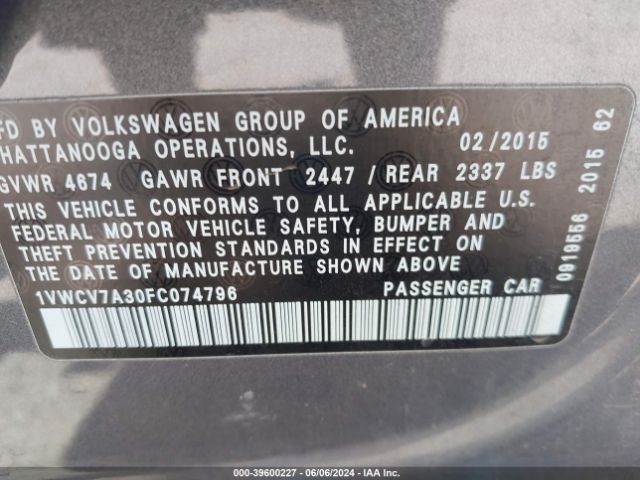 FD BY VOLKSWAGEN GROUP OF AMERICA
HATTANOOGA OPERATIONS, LLC. 02/2015
GVWR 4674 GAWR FRONT 2447 / REAR 2337 LBS
THIS VEHICLE CONFORMS TO ALL APPLICABLE U.S.
FEDERAL MOTOR VEHICLE SAFETY, BUMPER AND
THEFT PREVENTION STANDARDS IN EFFECT ON
THE DATE OF MANUFACTURE SHOWN ABOVE
1VWCV7A30FC074796 PASSENGER CAR
0919556 2015 62
000-39600227 - 06/06/2024 - IAA Inc.